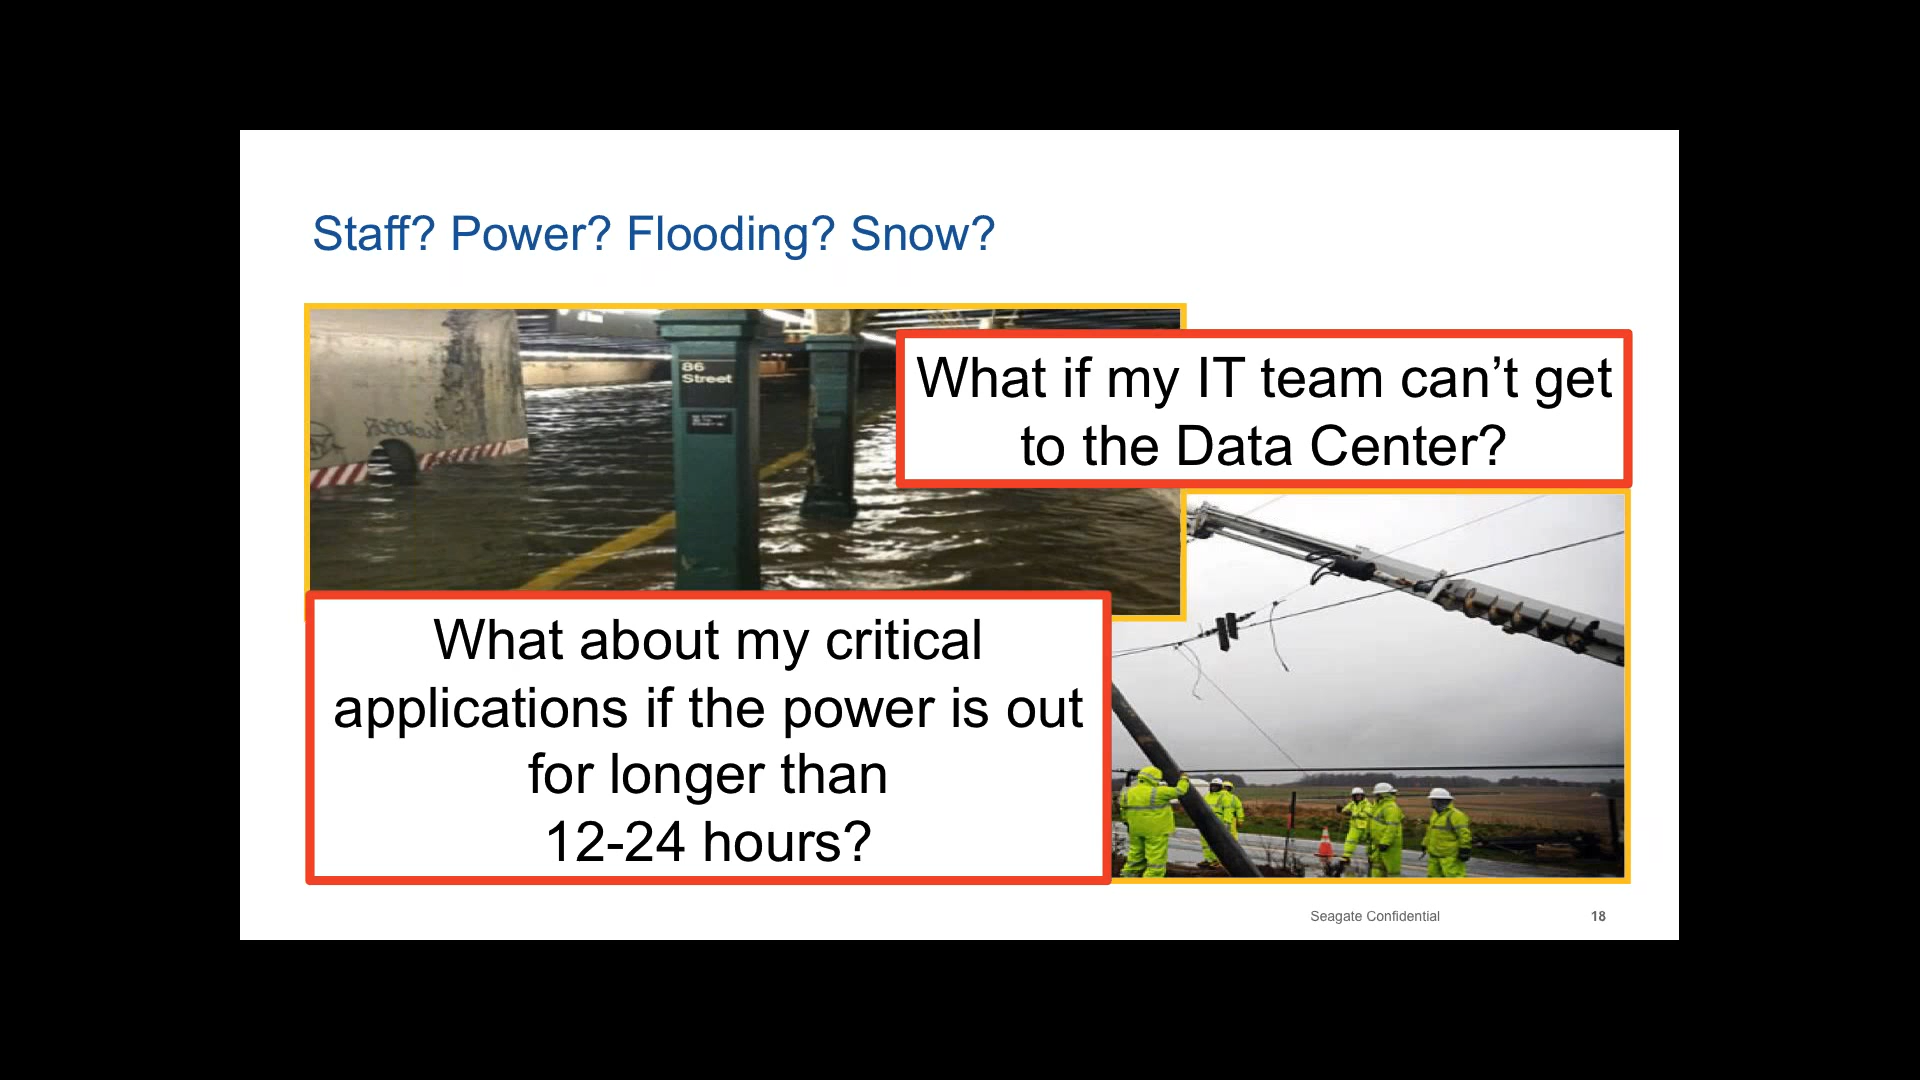 Staff? Power? Flooding? Snow?
86
Street
What if my IT team can’t get
to the Data Center?
What about my critical
applications if the power is out
for longer than
12-24 hours?
Seagate Confidential
18